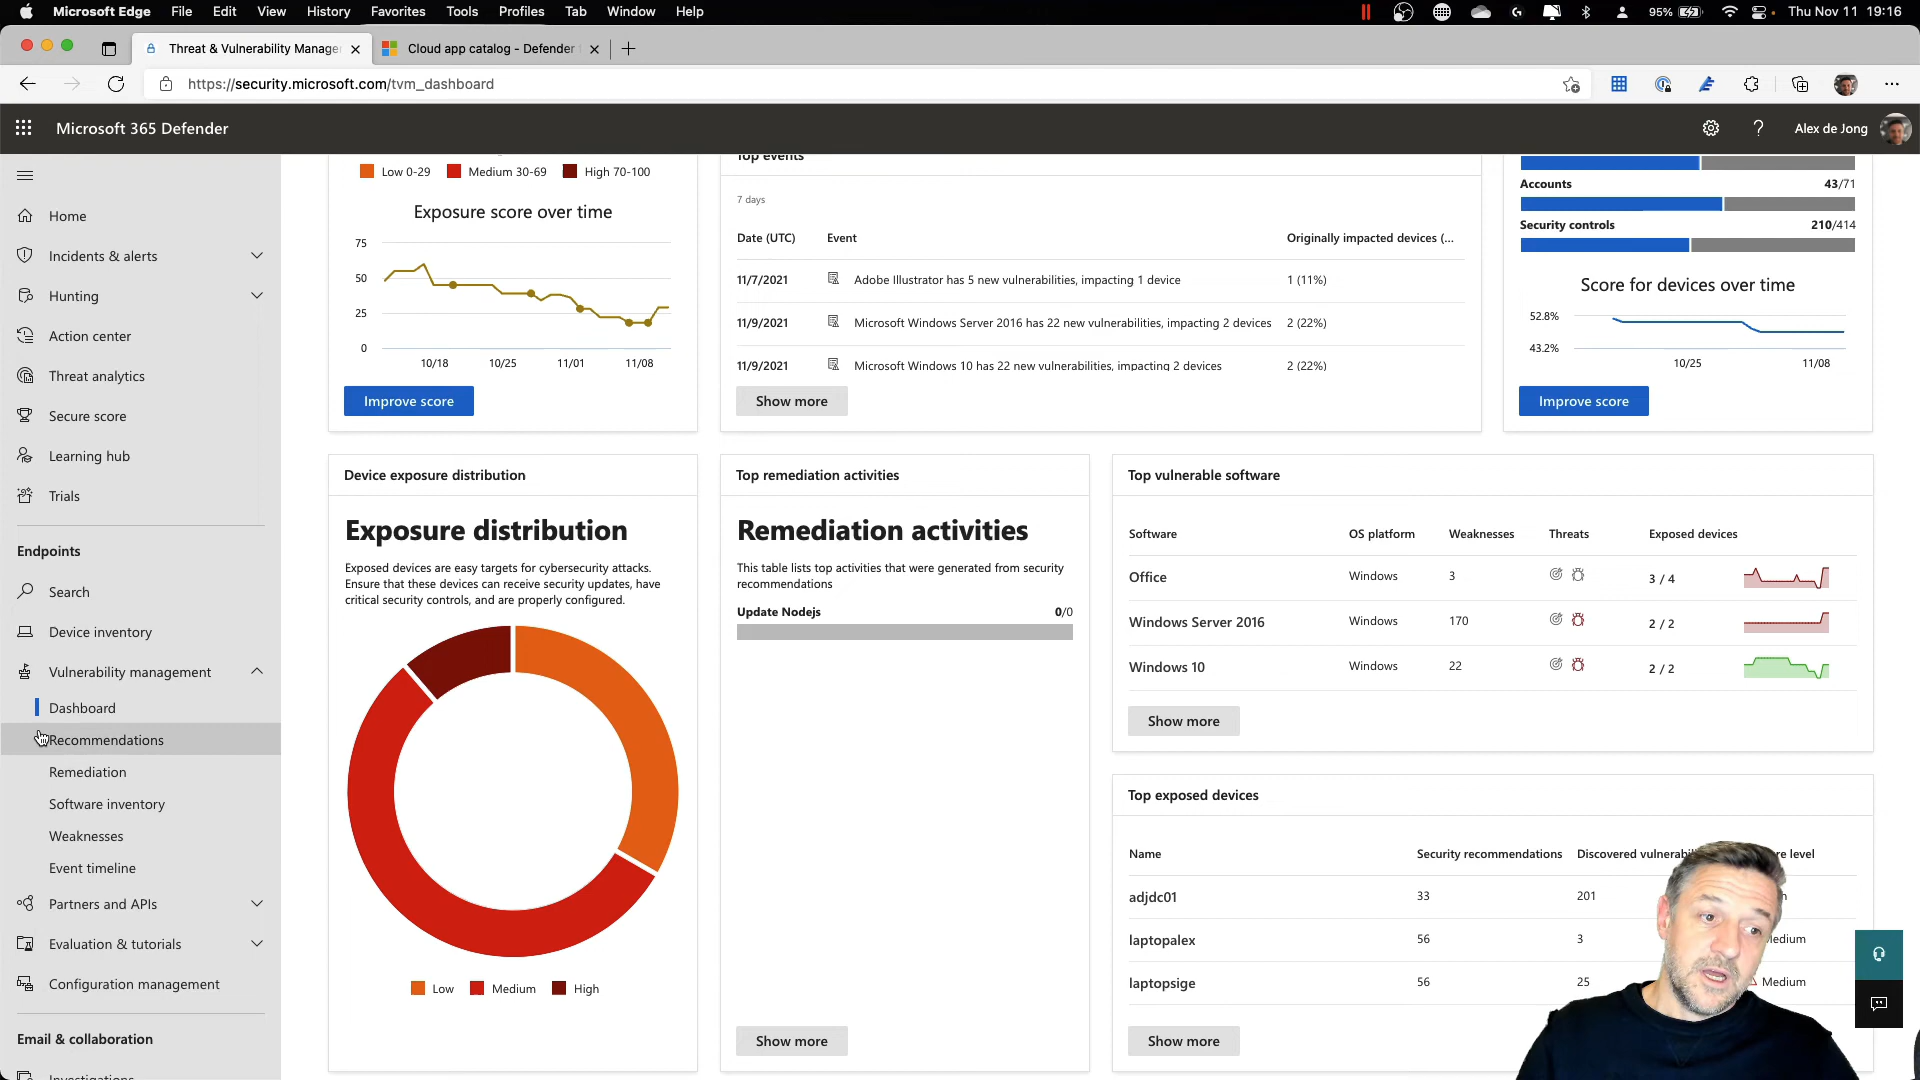 Microsoft Edge File Edit View History Favorites Tools Profiles Tab Window Help 95% Thu Nov 11 19:16
Threat & Vulnerability Manage Cloud app catalog - Defender
https://security.microsoft.com/tvm_dashboard
Microsoft 365 Defender Alex de Jong
Home
Incidents & alerts
Hunting
Action center
Threat analytics
Secure score
Learning hub
Trials
Endpoints
Search
Device inventory
Vulnerability management
Dashboard
Recommendations
Remediation
Software inventory
Weaknesses
Event timeline
Partners and APIs
Evaluation & tutorials
Configuration management
Email & collaboration
Investigations
Low 0-29 Medium 30-69 High 70-100
Exposure score over time
75
50
25
0
10/18 10/25 11/01 11/08
Improve score
Top events
7 days
Date (UTC) Event Originally impacted devices (...
11/7/2021 Adobe Illustrator has 5 new vulnerabilities, impacting 1 device 1 (11%)
11/9/2021 Microsoft Windows Server 2016 has 22 new vulnerabilities, impacting 2 devices 2 (22%)
11/9/2021 Microsoft Windows 10 has 22 new vulnerabilities, impacting 2 devices 2 (22%)
Show more
Accounts 43/71
Security controls 210/414
Score for devices over time
52.8%
43.2%
10/25 11/08
Improve score
Device exposure distribution
Exposure distribution
Exposed devices are easy targets for cybersecurity attacks.
Ensure that these devices can receive security updates, have
critical security controls, and are properly configured.
Low Medium High
Top remediation activities
Remediation activities
This table lists top activities that were generated from security
recommendations
Update Nodejs 0/0
Show more
Top vulnerable software
Software OS platform Weaknesses Threats Exposed devices
Office Windows 3 3 / 4
Windows Server 2016 Windows 170 2 / 2
Windows 10 Windows 22 2 / 2
Show more
Top exposed devices
Name Security recommendations Discovered vulnerabil re level
adjdc01 33 201 h
laptopalex 56 3 edium
laptopsige 56 25 Medium
Show more